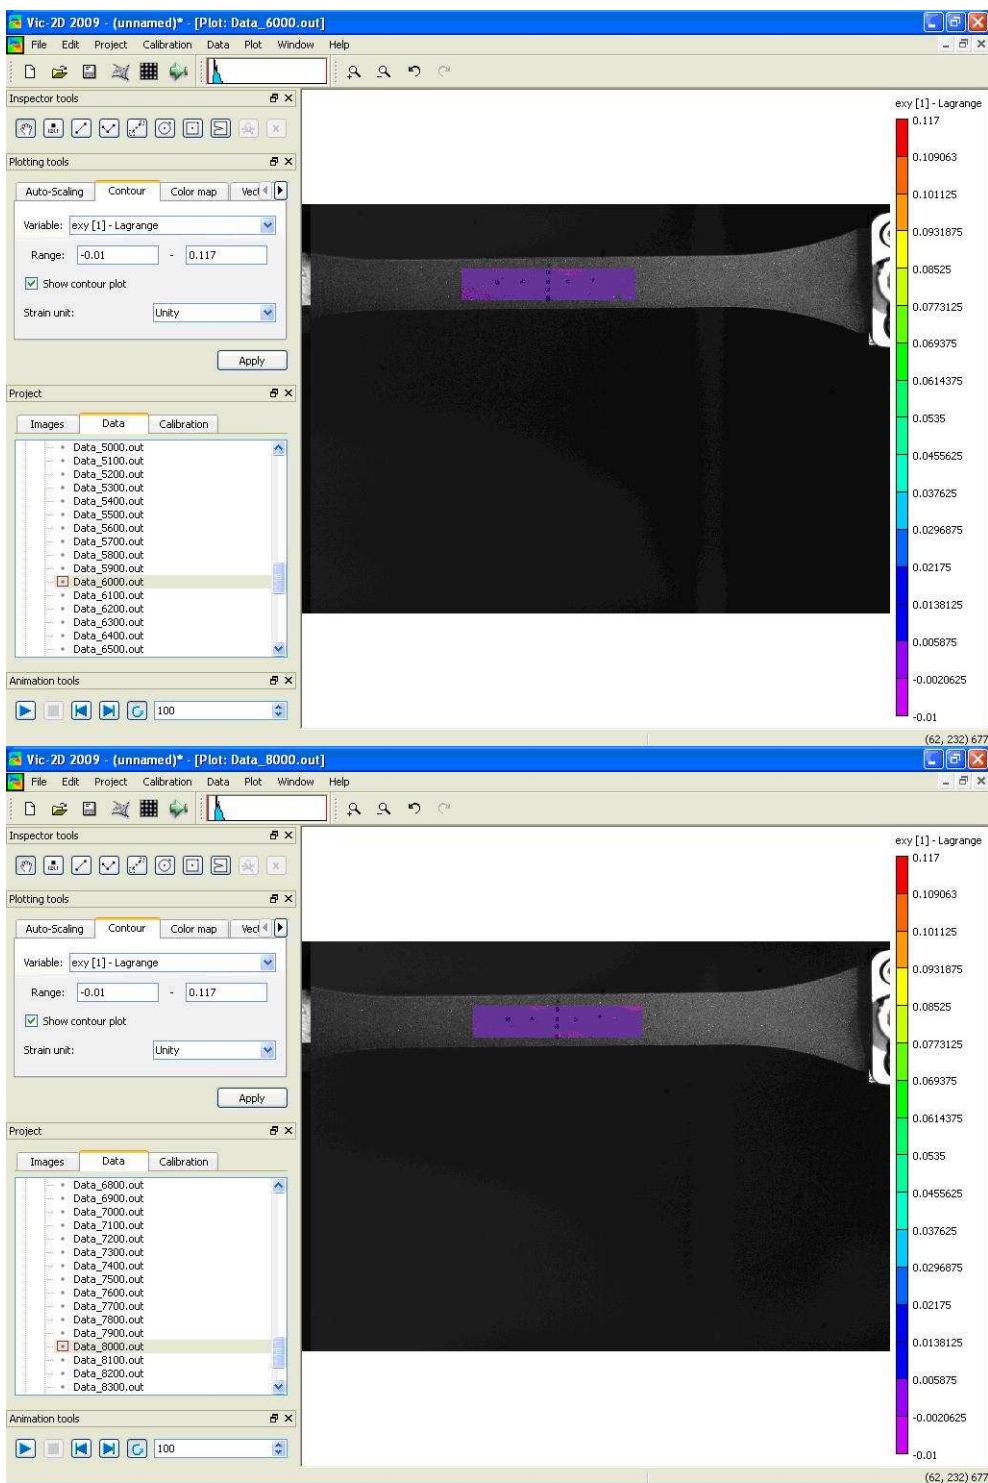 Vic-2D 2009 - (unnamed)* - [Plot: Data_6000.out]
File Edit Project Calibration Data Plot Window Help
Inspector tools
Plotting tools
Auto-Scaling Contour Color map Vect
Variable: exy [1] - Lagrange
Range: -0.01 - 0.117
Show contour plot
Strain unit: Unity
Apply
Project
Images Data Calibration
Data_5000.out
Data_5100.out
Data_5200.out
Data_5300.out
Data_5400.out
Data_5500.out
Data_5600.out
Data_5700.out
Data_5800.out
Data_5900.out
Data_6000.out
Data_6100.out
Data_6200.out
Data_6300.out
Data_6400.out
Data_6500.out
Animation tools
100
exy [1] - Lagrange
0.117
0.109063
0.101125
0.0931875
0.08525
0.0773125
0.069375
0.0614375
0.0535
0.0455625
0.037625
0.0296875
0.02175
0.0138125
0.005875
-0.0020625
-0.01
(62, 232) 677
Vic-2D 2009 - (unnamed)* - [Plot: Data_8000.out]
File Edit Project Calibration Data Plot Window Help
Inspector tools
Plotting tools
Auto-Scaling Contour Color map Vect
Variable: exy [1] - Lagrange
Range: -0.01 - 0.117
Show contour plot
Strain unit: Unity
Apply
Project
Images Data Calibration
Data_6800.out
Data_6900.out
Data_7000.out
Data_7100.out
Data_7200.out
Data_7300.out
Data_7400.out
Data_7500.out
Data_7600.out
Data_7700.out
Data_7800.out
Data_7900.out
Data_8000.out
Data_8100.out
Data_8200.out
Data_8300.out
Animation tools
100
exy [1] - Lagrange
0.117
0.109063
0.101125
0.0931875
0.08525
0.0773125
0.069375
0.0614375
0.0535
0.0455625
0.037625
0.0296875
0.02175
0.0138125
0.005875
-0.0020625
-0.01
(62, 232) 677